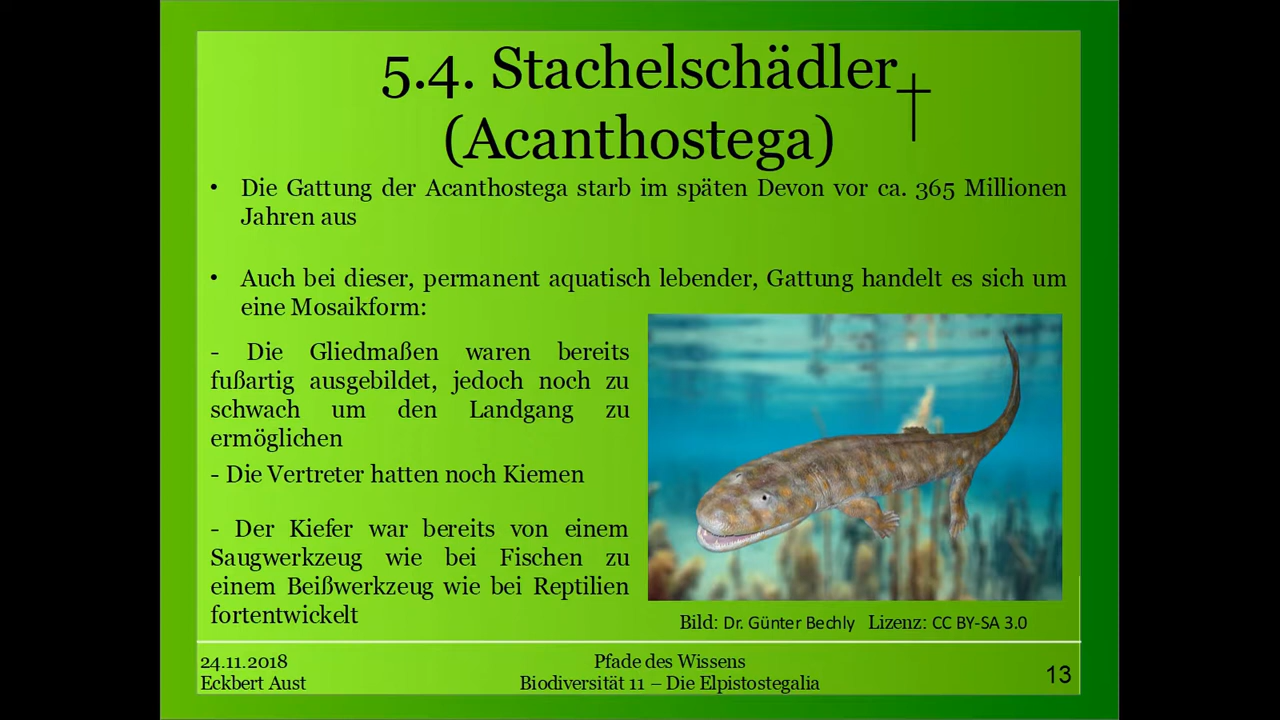 5.4. Stachelschädler†
(Acanthostega)
• Die Gattung der Acanthostega starb im späten Devon vor ca. 365 Millionen
Jahren aus
• Auch bei dieser, permanent aquatisch lebender, Gattung handelt es sich um
eine Mosaikform:
- Die Gliedmaßen waren bereits
fußartig ausgebildet, jedoch noch zu
schwach um den Landgang zu
ermöglichen
- Die Vertreter hatten noch Kiemen
- Der Kiefer war bereits von einem
Saugwerkzeug wie bei Fischen zu
einem Beißwerkzeug wie bei Reptilien
fortentwickelt
Bild: Dr. Günter Bechly Lizenz: CC BY-SA 3.0
24.11.2018
Eckbert Aust
Pfade des Wissens
Biodiversität 11 – Die Elpistostegalia
13